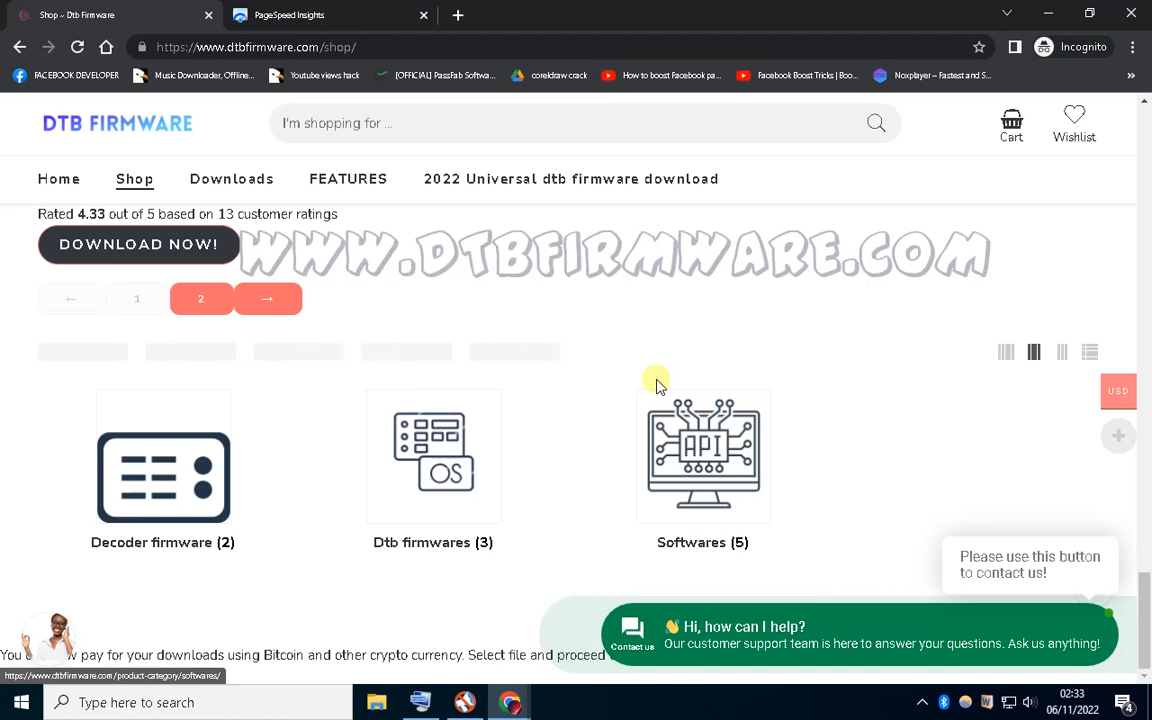 Shop ~ Dtb Firmware
PageSpeed Insights
https://www.dtbfirmware.com/shop/
Incognito
FACEBOOK DEVELOPER
Music Downloader, Offline...
Youtube views hack
[OFFICIAL] PassFab Softwa...
coreldraw crack
How to boost Facebook pa...
Facebook Boost Tricks | Boo...
Noxplayer – Fastest and S...
DTB FIRMWARE
I'm shopping for ...
Cart
Wishlist
Home
Shop
Downloads
FEATURES
2022 Universal dtb firmware download
Rated 4.33 out of 5 based on 13 customer ratings
DOWNLOAD NOW!
WWW.DTBFIRMWARE.COM
←
1
2
→
USD
OS
API
Decoder firmware (2)
Dtb firmwares (3)
Softwares (5)
Please use this button
to contact us!
Contact us
👋 Hi, how can I help?
Our customer support team is here to answer your questions. Ask us anything!
pay for your downloads using Bitcoin and other crypto currency. Select file and proceed
https://www.dtbfirmware.com/product-category/softwares/
Type here to search
02:33
06/11/2022
4